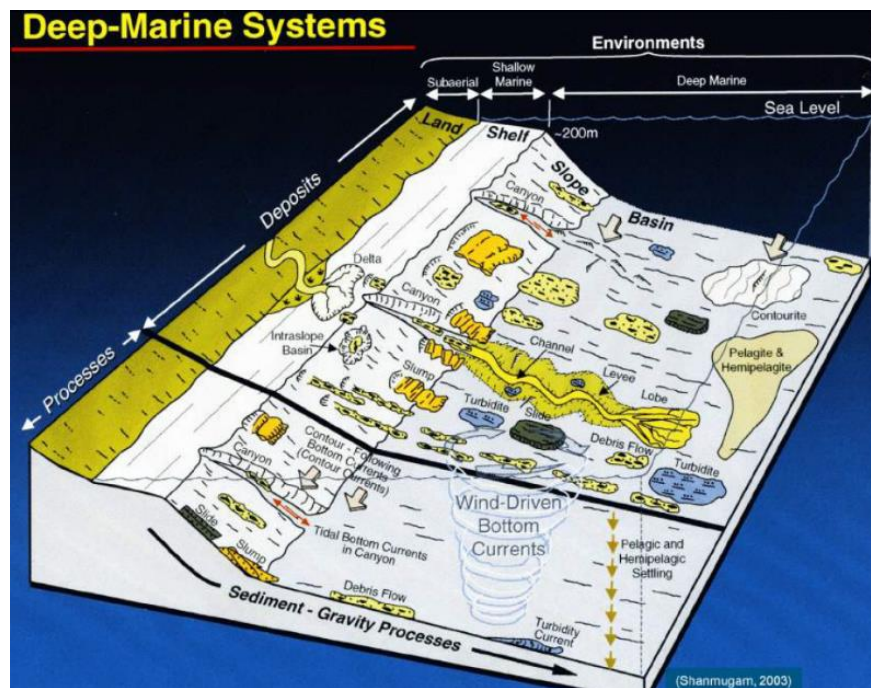 Deep-Marine Systems
Environments
Subaerial
Shallow
Marine
Deep Marine
Sea Level
Land
Shelf
~200m
Slope
Canyon
Basin
Deposits
Delta
Canyon
Contourite
Intraslope
Basin
Channel
Pelagite &
Hemipelagite
Processes
Levee
Lobe
Slump
Turbidite
Slide
Debris Flow
Turbidite
Contour - Following
Bottom Currents
(Contour Currents)
Canyon
Wind-Driven
Bottom
Currents
Slide
Slump
Tidal Bottom Currents
in Canyon
Pelagic and
Hemipelagic
Settling
Debris Flow
Sediment - Gravity Processes
Turbidity
Current
(Shanmugam, 2003)